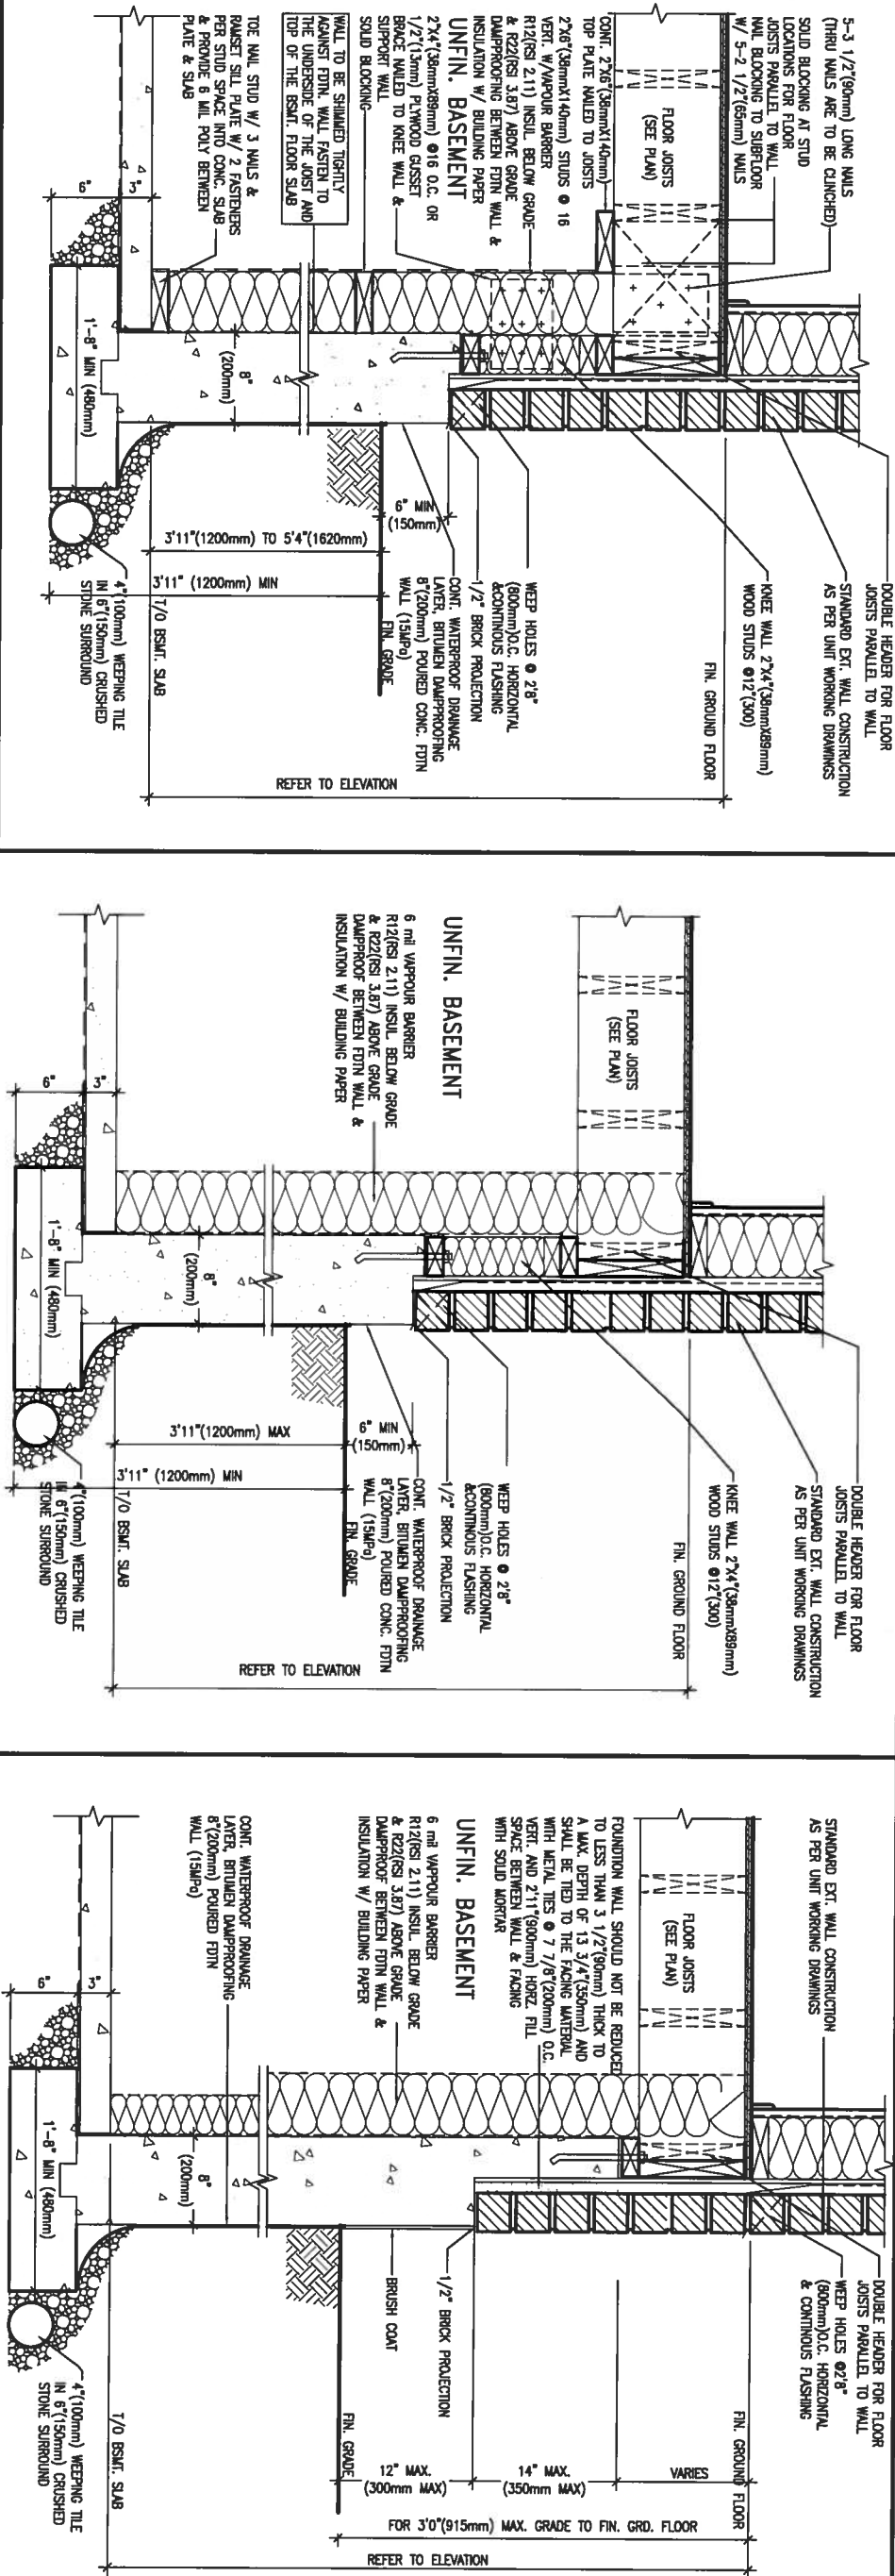 5-3 1/2"(90mm) LONG NAILS
(THRU NAILS ARE TO BE CLINCHED)
SOLID BLOCKING AT STUD
LOCATIONS FOR FLOOR
JOISTS PARALLEL TO WALL
NAIL BLOCKING TO SUBFLOOR
W/ 5-2 1/2"(65mm) NAILS
FLOOR JOISTS
(SEE PLAN)
CONT. 2"X6"(38mmX140mm)
TOP PLATE NAILED TO JOISTS
2"X6"(38mmX140mm) STUDS @ 16
VERT. W/VAPOUR BARRIER
R12(RSI 2.11) INSUL BELOW GRADE
& R22(RSI 3.87) ABOVE GRADE
DAMPPROOFING BETWEEN FDTN WALL &
INSULATION W/ BUILDING PAPER
UNFIN. BASEMENT
2"X4"(38mmX89mm) @16 O.C. OR
1/2"(13mm) PLYWOOD GUSSET
BRACE NAILED TO KNEE WALL &
SUPPORT WALL
SOLID BLOCKING
WALL TO BE SHIMMED TIGHTLY
AGAINST FDTN. WALL FASTEN TO
THE UNDERSIDE OF THE JOIST AND
TOP OF THE BSMT. FLOOR SLAB
TOE NAIL STUD W/ 3 NAILS &
RAMSET SILL PLATE W/ 2 FASTENERS
PER STUD SPACE INTO CONC. SLAB
& PROVIDE 6 MIL POLY BETWEEN
PLATE & SLAB
6"
3"
1'-8" MIN (480mm)
8"
(200mm)
DOUBLE HEADER FOR FLOOR
JOISTS PARALLEL TO WALL
STANDARD EXT. WALL CONSTRUCTION
AS PER UNIT WORKING DRAWINGS
KNEE WALL 2"X4"(38mmX89mm)
WOOD STUDS @12"(300)
FIN. GROUND FLOOR
WEEP HOLES @ 2'8"
(800mm)O.C. HORIZONTAL
&CONTINOUS FLASHING
1/2" BRICK PROJECTION
CONT. WATERPROOF DRAINAGE
LAYER, BITUMEN DAMPPROOFING
8"(200mm) POURED CONC. FDTN
WALL (15MPa)
FIN. GRADE
6" MIN
(150mm)
3'11"(1200mm) TO 5'4"(1620mm)
3'11" (1200mm) MIN
T/O BSMT. SLAB
4"(100mm) WEEPING TILE
IN 6"(150mm) CRUSHED
STONE SURROUND
REFER TO ELEVATION
FLOOR JOISTS
(SEE PLAN)
UNFIN. BASEMENT
6 mil VAPPOUR BARRIER
R12(RSI 2.11) INSUL BELOW GRADE
& R22(RSI 3.87) ABOVE GRADE
DAMPPROOF BETWEEN FDTN WALL &
INSULATION W/ BUILDING PAPER
6"
3"
1'-8" MIN (480mm)
8"
(200mm)
DOUBLE HEADER FOR FLOOR
JOISTS PARALLEL TO WALL
STANDARD EXT. WALL CONSTRUCTION
AS PER UNIT WORKING DRAWINGS
KNEE WALL 2"X4"(38mmX89mm)
WOOD STUDS @12"(300)
FIN. GROUND FLOOR
WEEP HOLES @ 2'8"
(800mm)O.C. HORIZONTAL
&CONTINOUS FLASHING
1/2" BRICK PROJECTION
CONT. WATERPROOF DRAINAGE
LAYER, BITUMEN DAMPPROOFING
8"(200mm) POURED CONC. FDTN
WALL (15MPa)
FIN. GRADE
6" MIN
(150mm)
3'11"(1200mm) MAX
3'11" (1200mm) MIN
T/O BSMT. SLAB
4"(100mm) WEEPING TILE
IN 6"(150mm) CRUSHED
STONE SURROUND
REFER TO ELEVATION
STANDARD EXT. WALL CONSTRUCTION
AS PER UNIT WORKING DRAWINGS
FLOOR JOISTS
(SEE PLAN)
FOUNDTION WALL SHOULD NOT BE REDUCED
TO LESS THAN 3 1/2"(90mm) THICK TO
A MAX. DEPTH OF 13 3/4"(350mm) AND
SHALL BE TIED TO THE FACING MATERIAL
WITH METAL TIES @ 7 7/8"(200mm) O.C.
VERT. AND 2'11"(900mm) HORZ. FILL
SPACE BETWEEN WALL & FACING
WITH SOLID MORTAR
UNFIN. BASEMENT
6 mil VAPPOUR BARRIER
R12(RSI 2.11) INSUL BELOW GRADE
& R22(RSI 3.87) ABOVE GRADE
DAMPPROOF BETWEEN FDTN WALL &
INSULATION W/ BUILDING PAPER
CONT. WATERPROOF DRAINAGE
LAYER, BITUMEN DAMPPROOFING
8"(200mm) POURED FDTN
WALL (15MPa)
6"
3"
1'-8" MIN (480mm)
8"
(200mm)
DOUBLE HEADER FOR FLOOR
JOISTS PARALLEL TO WALL
WEEP HOLES @2'8"
(800mm)O.C. HORIZONTAL
& CONTINOUS FLASHING
FIN. GROUND FLOOR
1/2" BRICK PROJECTION
BRUSH COAT
FIN. GRADE
VARIES
14" MAX.
(350mm MAX)
12" MAX.
(300mm MAX)
FOR 3'0"(915mm) MAX. GRADE TO FIN. GRD. FLOOR
T/O BSMT. SLAB
4"(100mm) WEEPING TILE
IN 6"(150mm) CRUSHED
STONE SURROUND
REFER TO ELEVATION